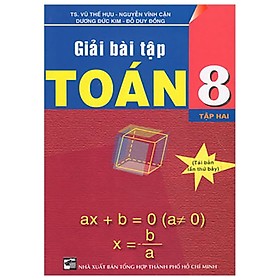 TS. VŨ THẾ HỰU - NGUYỄN VĨNH CẬN
DƯƠNG ĐỨC KIM - ĐỖ DUY ĐỒNG
Giải bài tập
TOÁN 8
TẬP HAI
(Tái bản
lần thứ bảy)
ax + b = 0 (a≠ 0)
x = -b/a
NHÀ XUẤT BẢN TỔNG HỢP THÀNH PHỐ HỒ CHÍ MINH